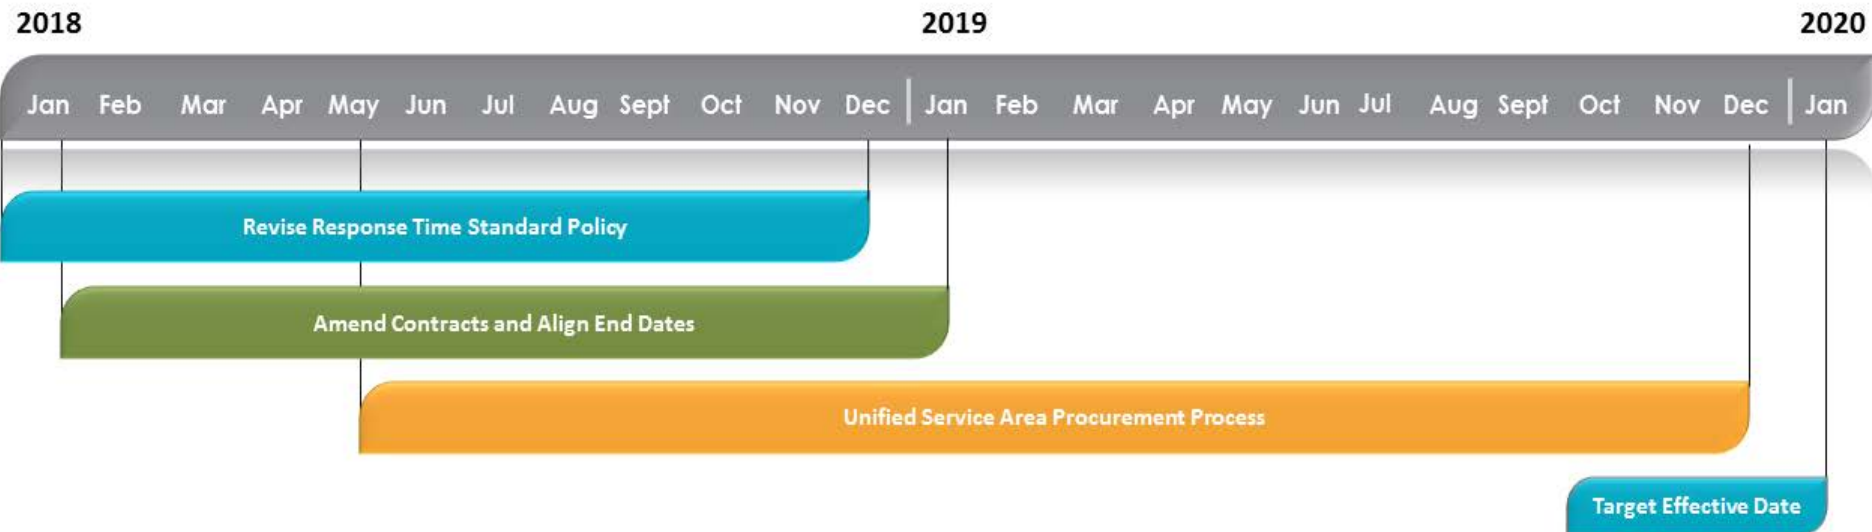 2018 2019 2020
Jan Feb Mar Apr May Jun Jul Aug Sept Oct Nov Dec Jan Feb Mar Apr May Jun Jul Aug Sept Oct Nov Dec Jan
Revise Response Time Standard Policy
Amend Contracts and Align End Dates
Unified Service Area Procurement Process
Target Effective Date